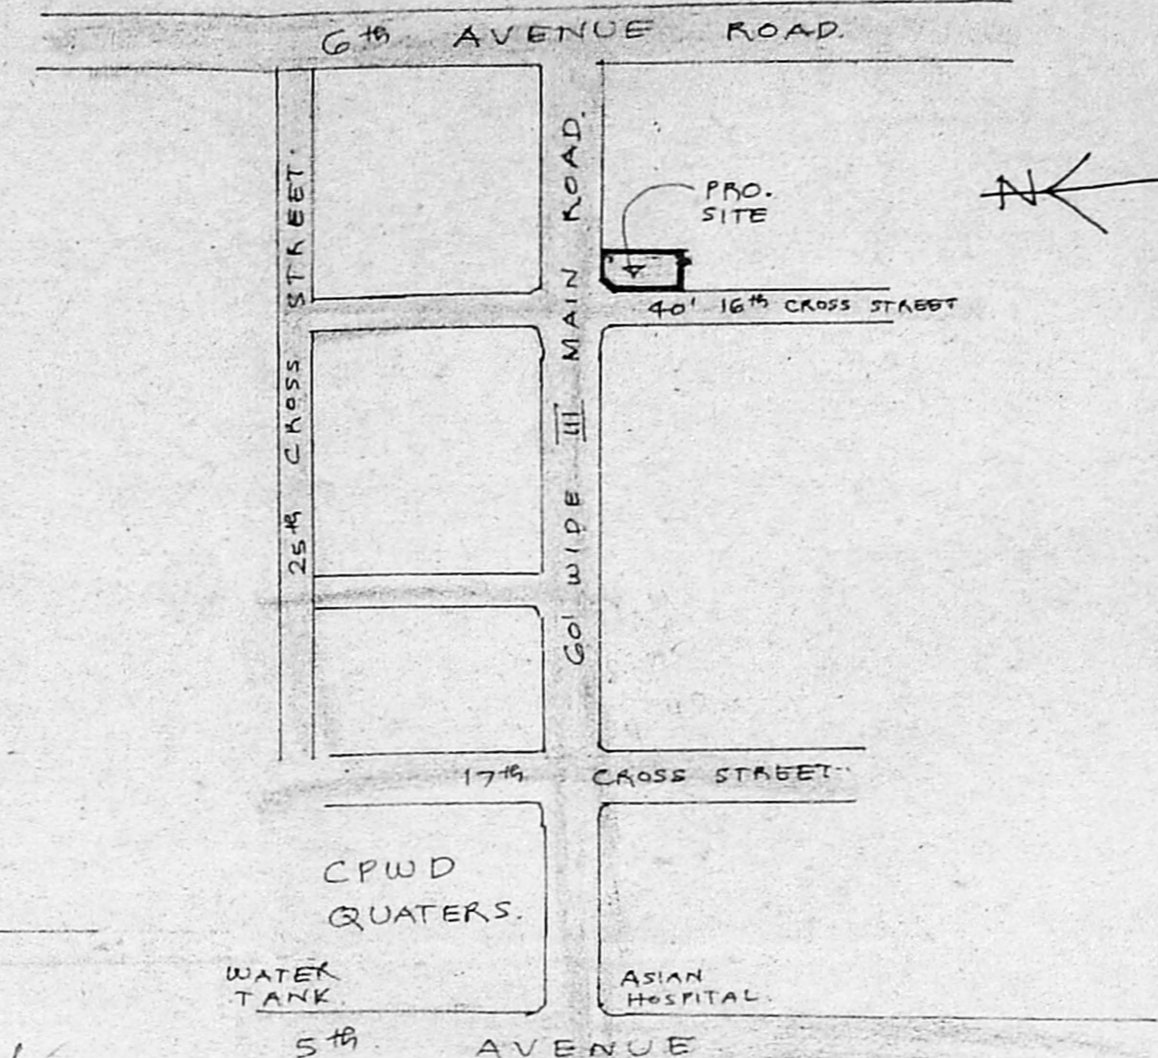 6th AVENUE ROAD.
25th CROSS STREET.
60' WIDE III MAIN ROAD.
PRO.
SITE
N
40' 16th CROSS STREET
17th CROSS STREET.
CPWD
QUATERS.
WATER
TANK.
ASIAN
HOSPITAL.
5th AVENUE